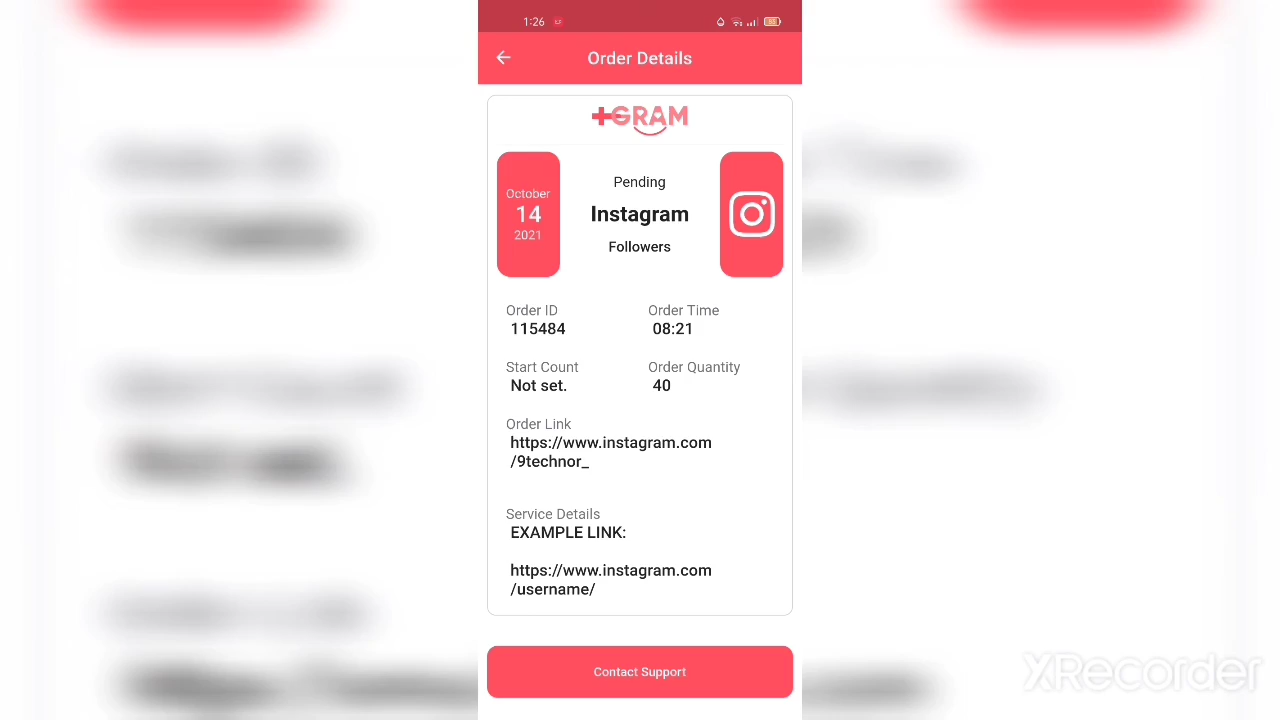 1:26
Order Details
+GRAM
October
14
2021
Pending
Instagram
Followers
Order ID
115484
Order Time
08:21
Start Count
Not set.
Order Quantity
40
Order Link
https://www.instagram.com
/9technor_
Service Details
EXAMPLE LINK:
https://www.instagram.com
/username/
Contact Support
XRecorder